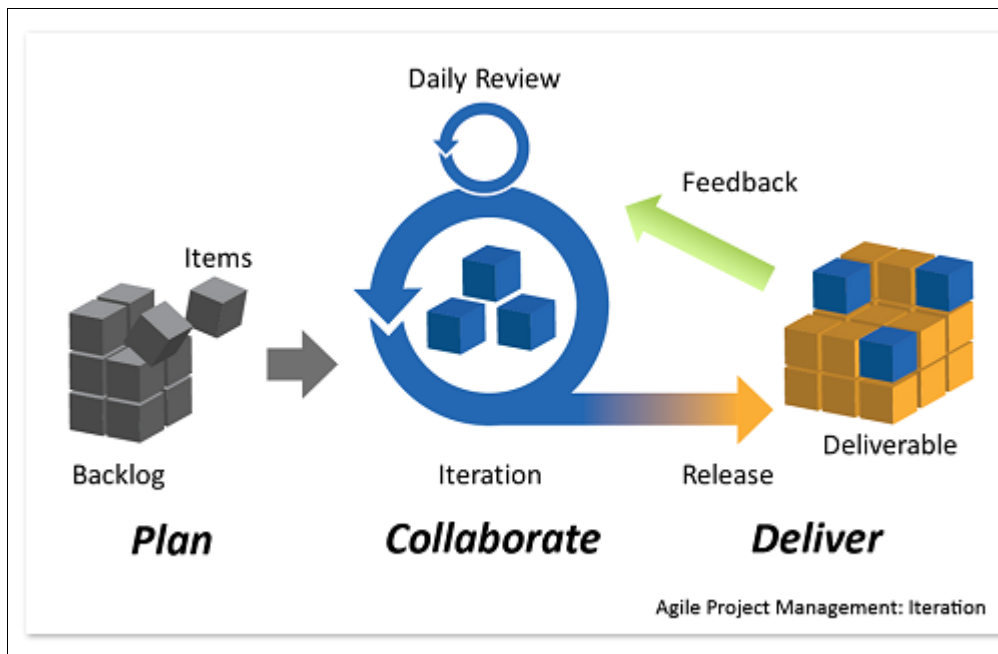 Daily Review
Feedback
Items
Backlog
Iteration
Release
Deliverable
Plan
Collaborate
Deliver
Agile Project Management: Iteration